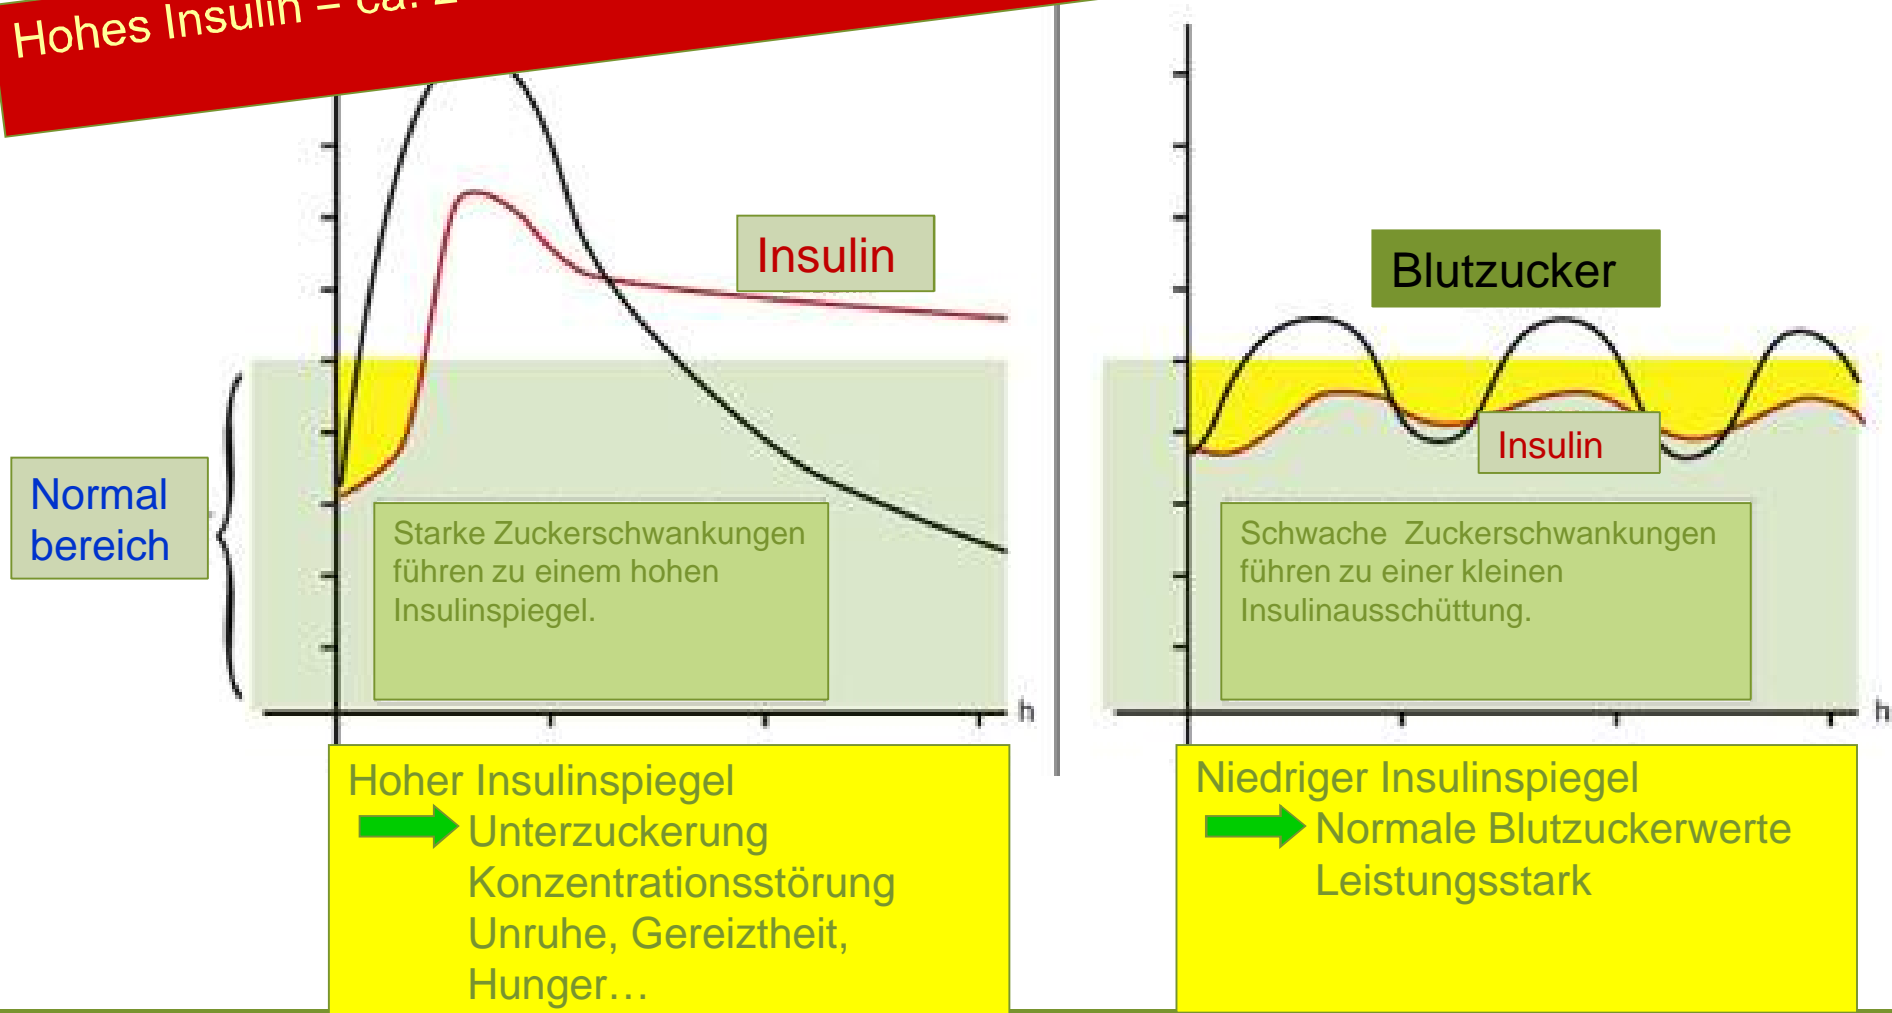 Hohes Insulin = ca.
Insulin
Blutzucker
Insulin
Normal
bereich
Starke Zuckerschwankungen
führen zu einem hohen
Insulinspiegel.
Schwache Zuckerschwankungen
führen zu einer kleinen
Insulinausschüttung.
h
h
Hoher Insulinspiegel
Unterzuckerung
Konzentrationsstörung
Unruhe, Gereiztheit,
Hunger…
Niedriger Insulinspiegel
Normale Blutzuckerwerte
Leistungsstark